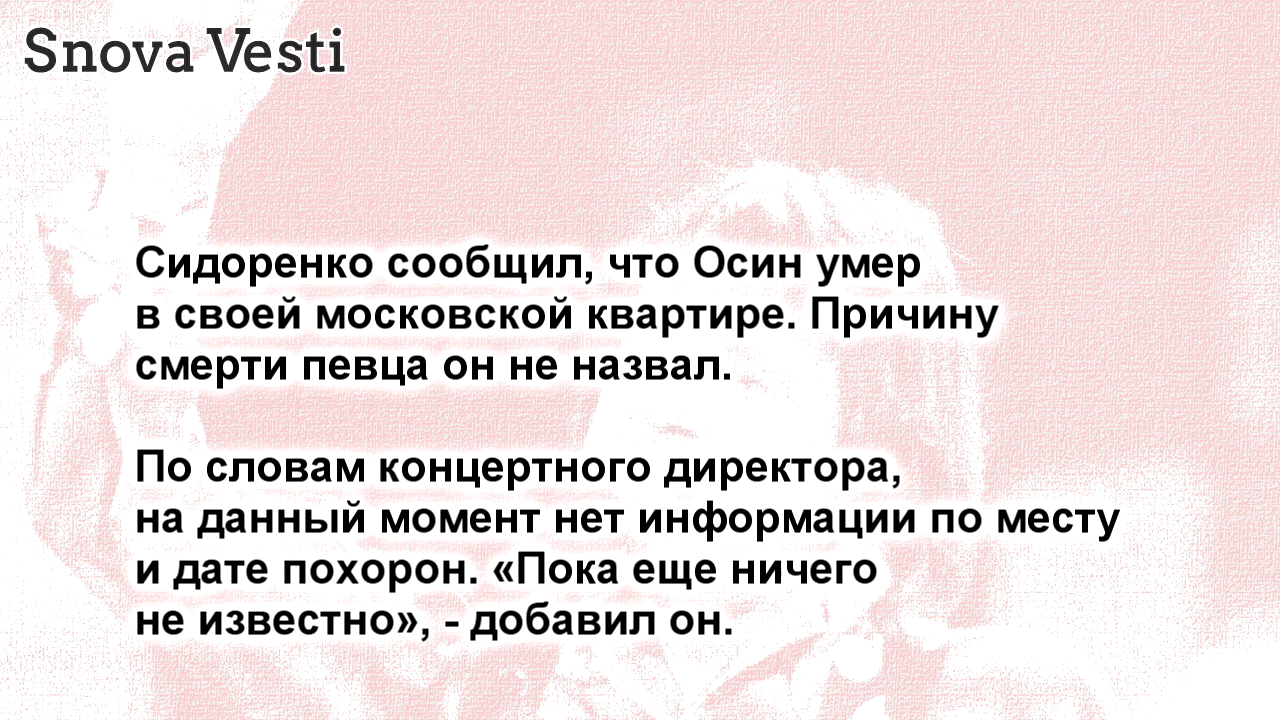 Snova Vesti
Сидоренко сообщил, что Осин умер
в своей московской квартире. Причину
смерти певца он не назвал.
По словам концертного директора,
на данный момент нет информации по месту
и дате похорон. «Пока еще ничего
не известно», - добавил он.